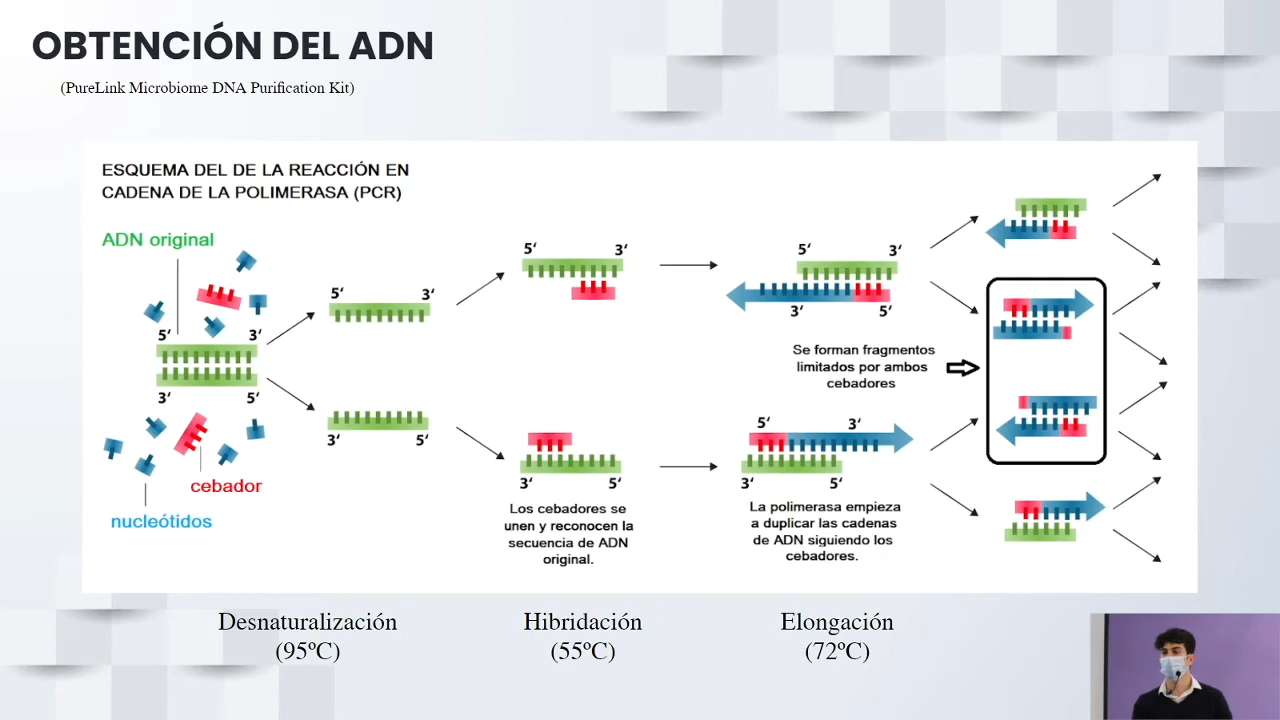 OBTENCIÓN DEL ADN
(PureLink Microbiome DNA Purification Kit)
ESQUEMA DEL DE LA REACCIÓN EN
CADENA DE LA POLIMERASA (PCR)
ADN original
5‘ 3‘
3‘ 5‘
cebador
nucleótidos
5‘ 3‘
3‘ 5‘
5‘ 3‘
3‘ 5‘
Los cebadores se
unen y reconocen la
secuencia de ADN
original.
5‘ 3‘
3‘ 5‘
Se forman fragmentos
limitados por ambos
cebadores
5‘ 3‘
3‘ 5‘
La polimerasa empieza
a duplicar las cadenas
de ADN siguiendo los
cebadores.
Desnaturalización
(95ºC)
Hibridación
(55ºC)
Elongación
(72ºC)